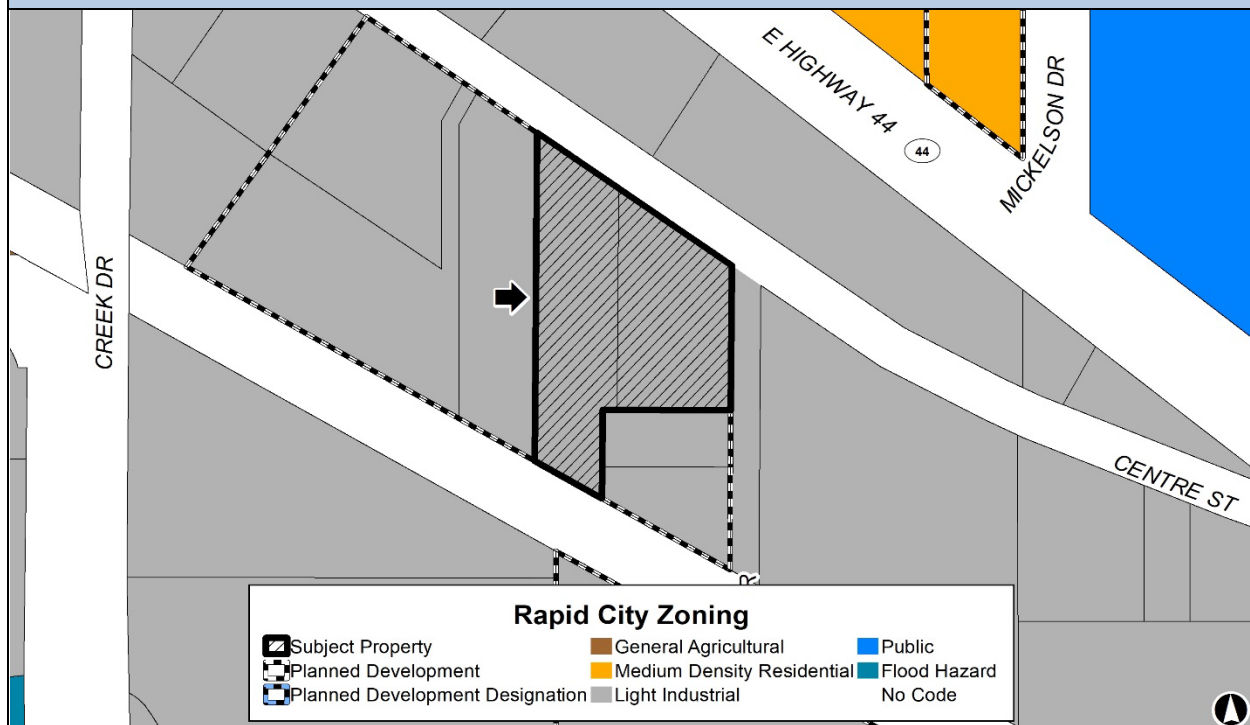 E HIGHWAY 44
44
MICKELSON DR
CREEK DR
CENTRE ST
R
Rapid City Zoning
Subject Property
Planned Development
Planned Development Designation
General Agricultural
Medium Density Residential
Light Industrial
Public
Flood Hazard
No Code